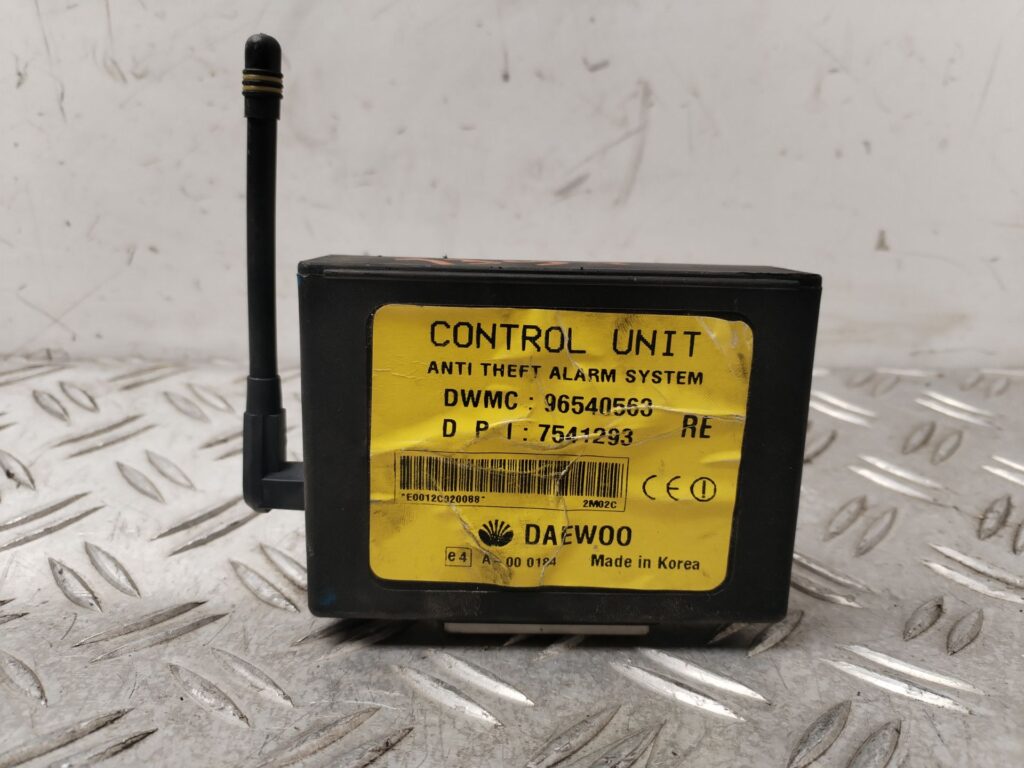 CONTROL UNIT
ANTI THEFT ALARM SYSTEM
DWMC : 96540563
D P I : 7541293
RE
*E0012C920088*
2M02C
CE
DAEWOO
e4 00 0184 Made in Korea